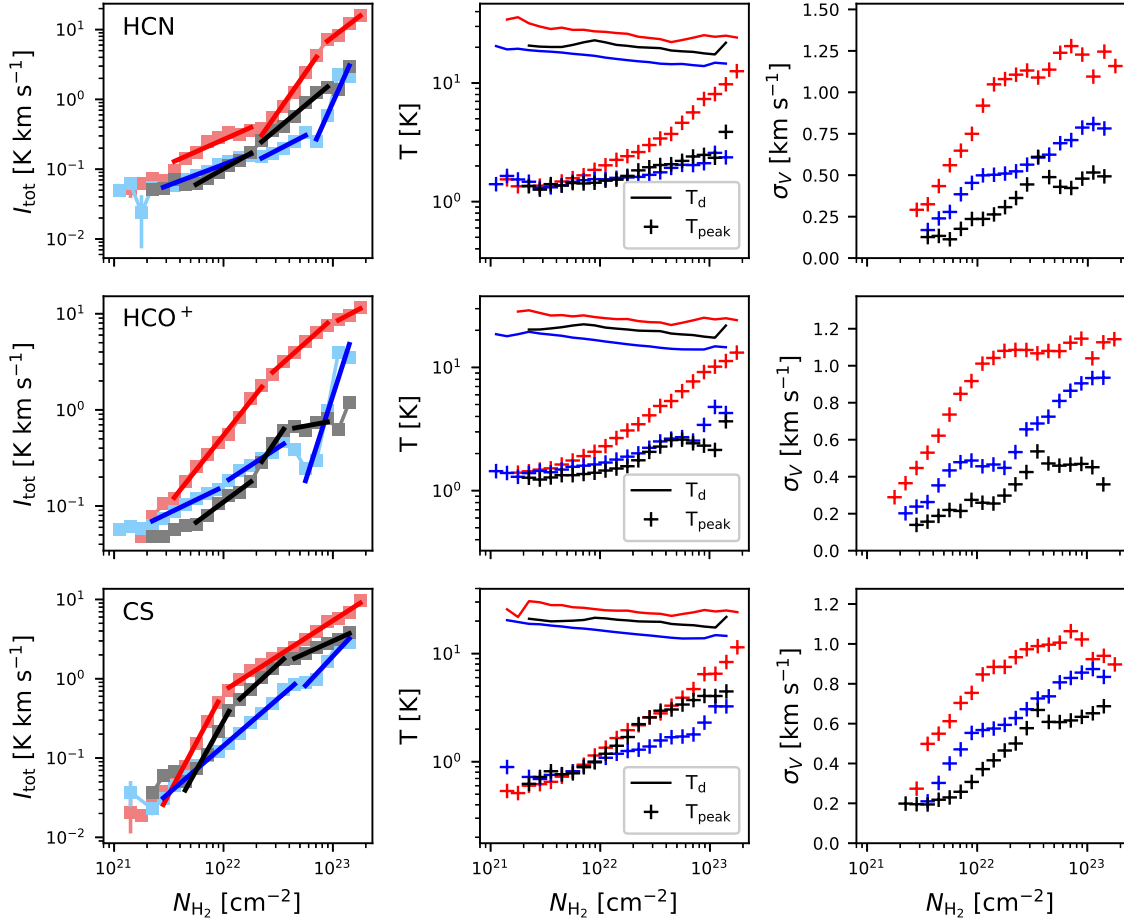 HCN
I_tot [K km s⁻¹]
10¹
10⁰
10⁻¹
10⁻²
T [K]
10¹
10⁰
T_d
T_peak
σ_V [km s⁻¹]
1.50
1.25
1.00
0.75
0.50
0.25
0.00
HCO⁺
I_tot [K km s⁻¹]
10¹
10⁰
10⁻¹
T [K]
10¹
10⁰
T_d
T_peak
σ_V [km s⁻¹]
1.2
1.0
0.8
0.6
0.4
0.2
0.0
CS
I_tot [K km s⁻¹]
10¹
10⁰
10⁻¹
10⁻²
T [K]
10¹
10⁰
T_d
T_peak
σ_V [km s⁻¹]
1.2
1.0
0.8
0.6
0.4
0.2
0.0
10²¹ 10²² 10²³
10²¹ 10²² 10²³
10²¹ 10²² 10²³
N_H₂ [cm⁻²]
N_H₂ [cm⁻²]
N_H₂ [cm⁻²]